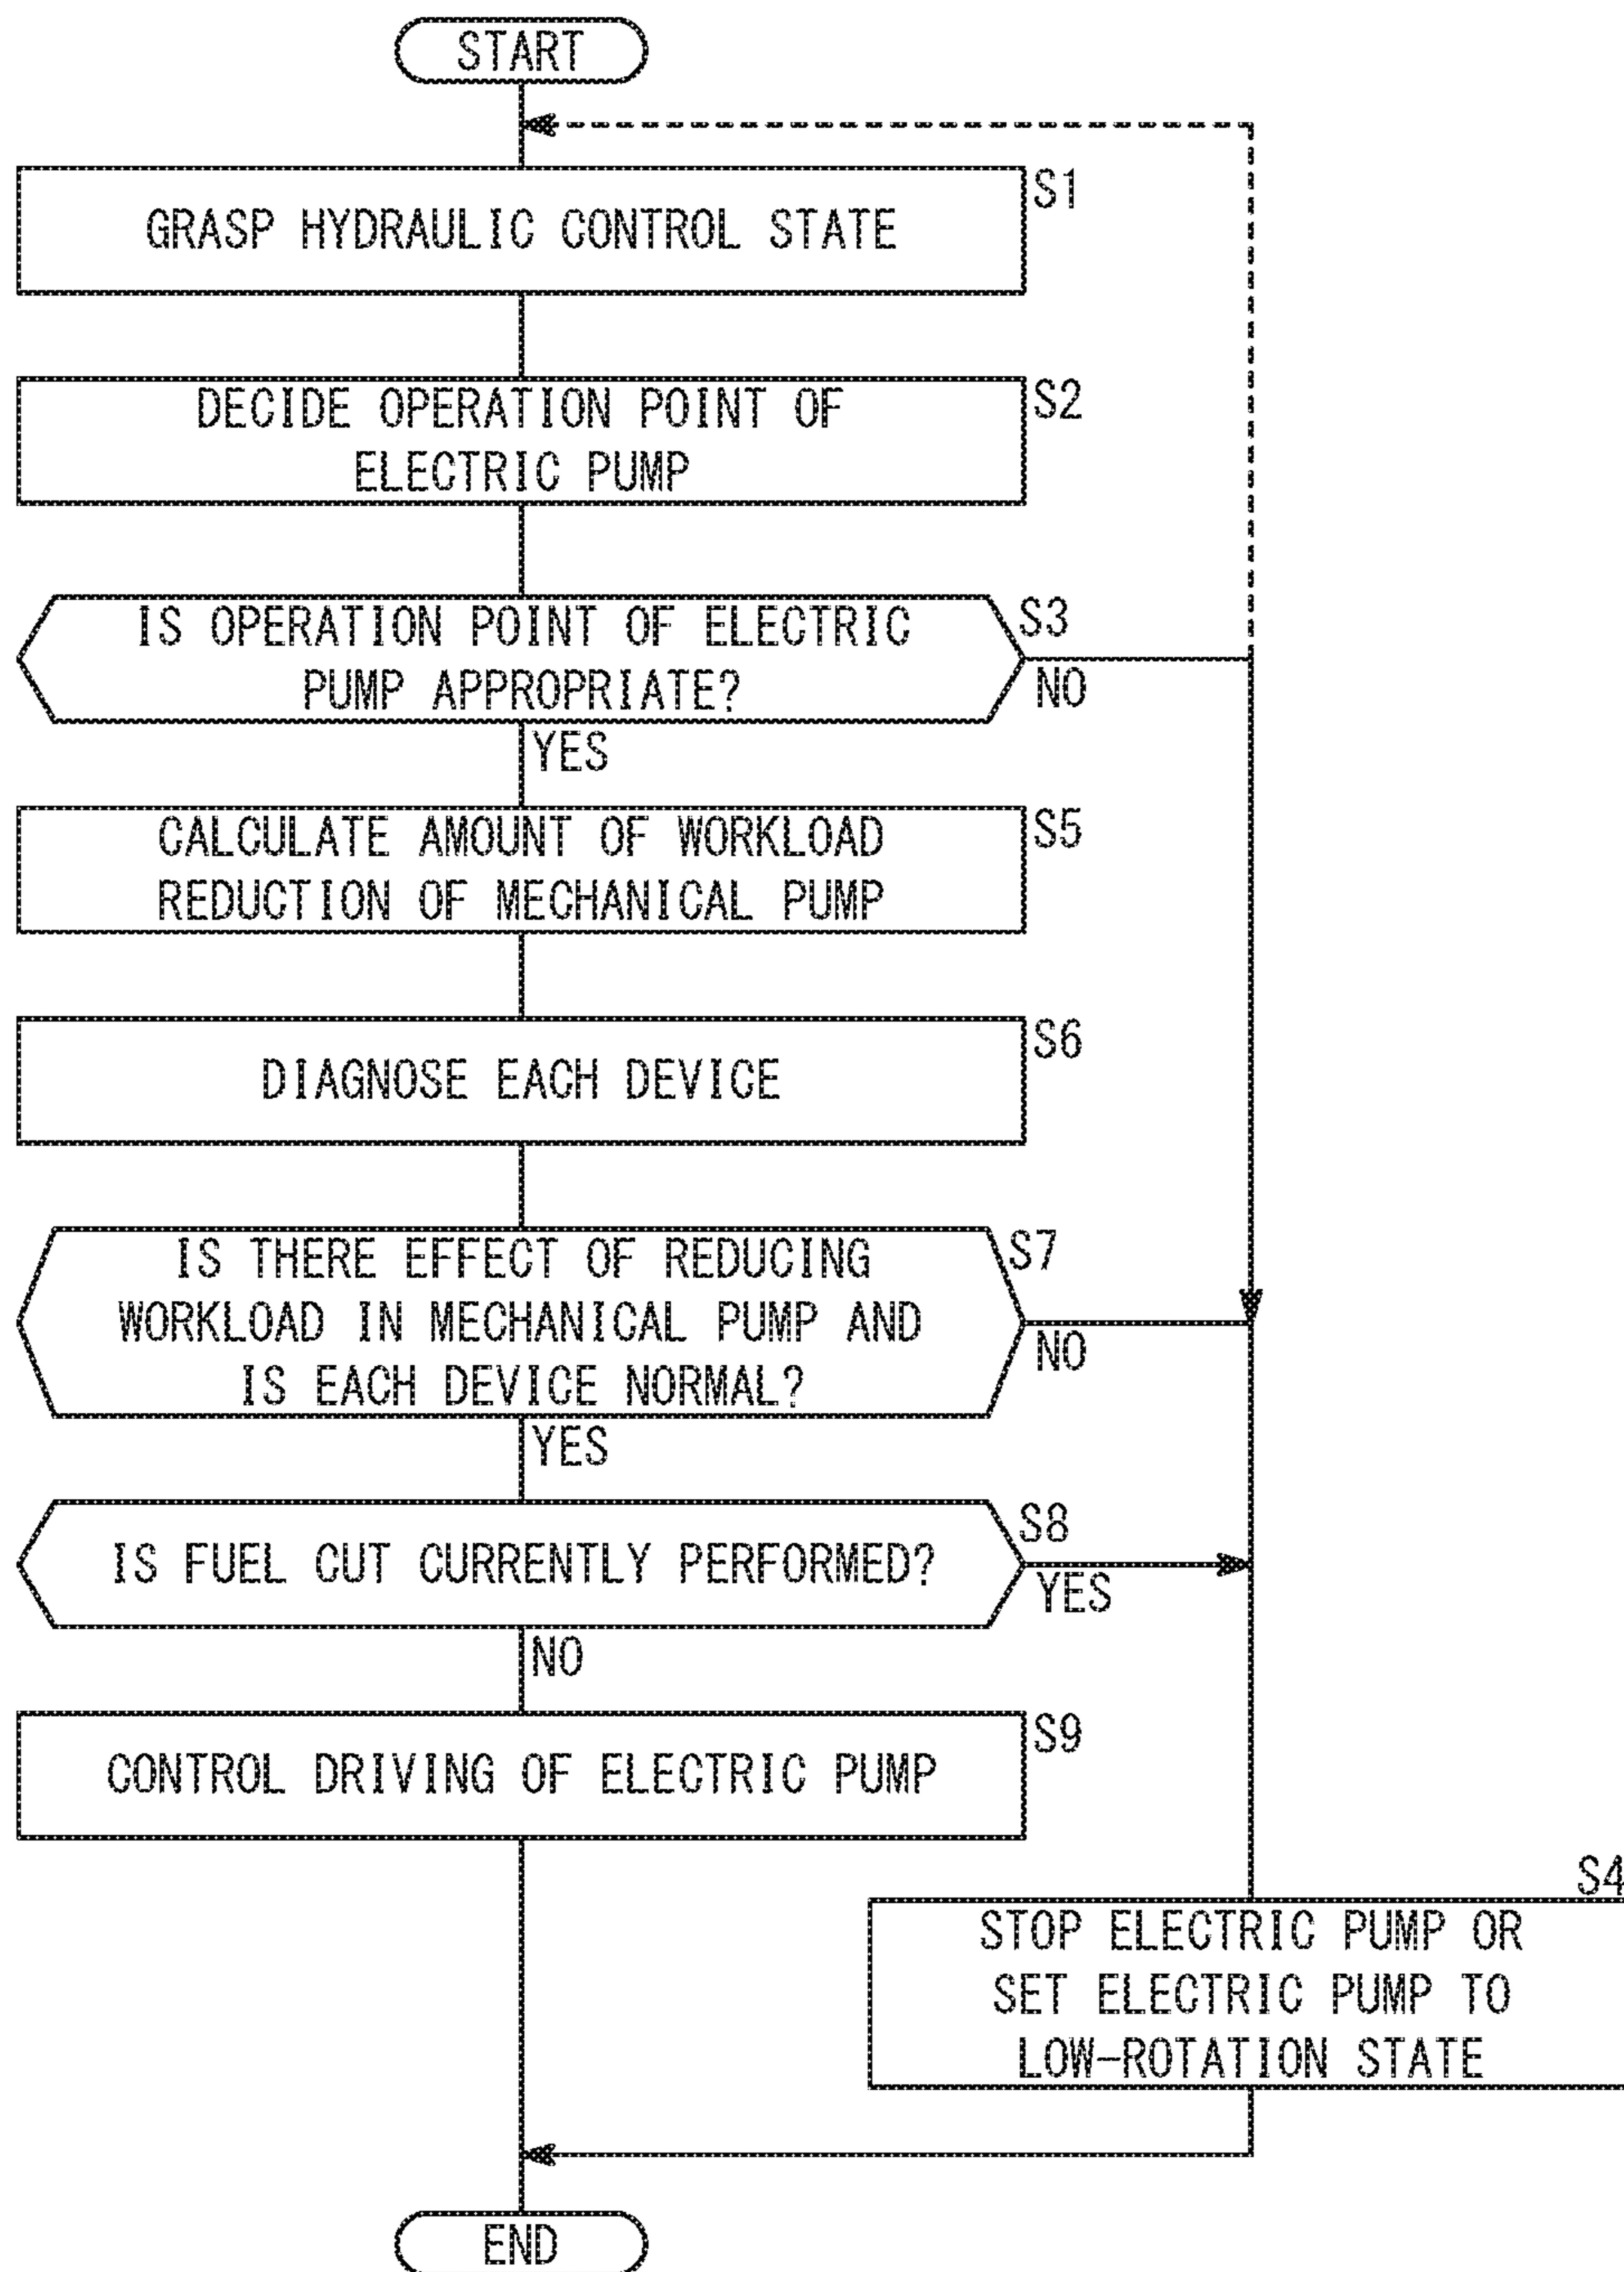 START
S1
GRASP HYDRAULIC CONTROL STATE
S2
DECIDE OPERATION POINT OF
ELECTRIC PUMP
S3
IS OPERATION POINT OF ELECTRIC
PUMP APPROPRIATE?
NO
YES
S5
CALCULATE AMOUNT OF WORKLOAD
REDUCTION OF MECHANICAL PUMP
S6
DIAGNOSE EACH DEVICE
S7
IS THERE EFFECT OF REDUCING
WORKLOAD IN MECHANICAL PUMP AND
IS EACH DEVICE NORMAL?
NO
YES
S8
IS FUEL CUT CURRENTLY PERFORMED?
YES
NO
S9
CONTROL DRIVING OF ELECTRIC PUMP
S4
STOP ELECTRIC PUMP OR
SET ELECTRIC PUMP TO
LOW-ROTATION STATE
END